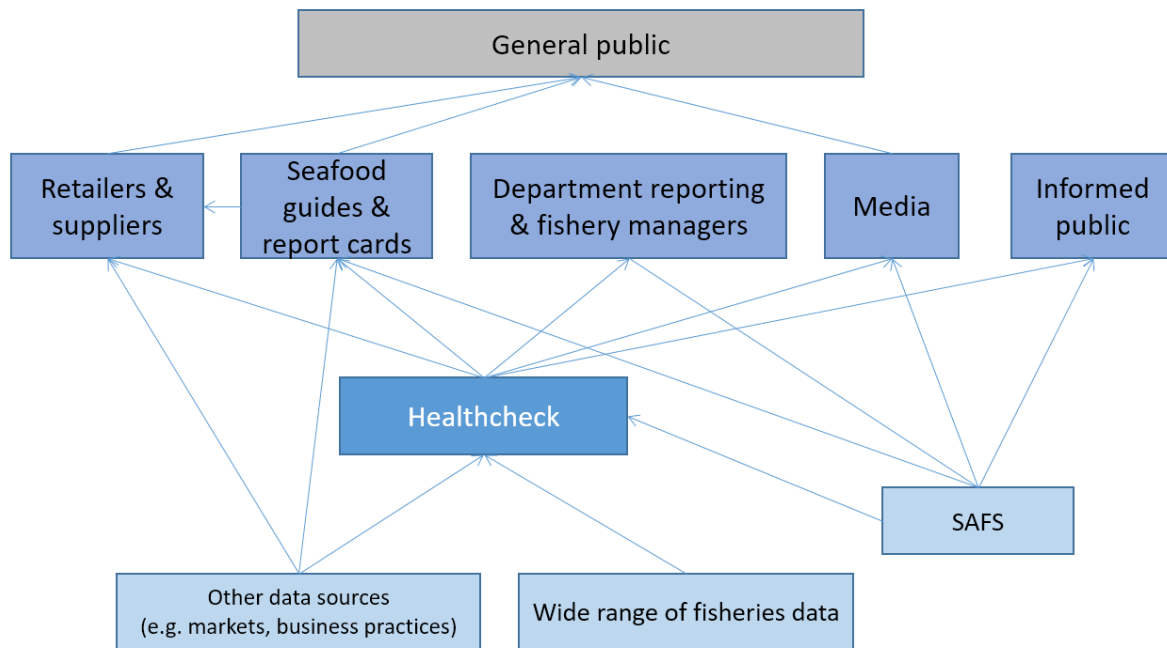 General public
Retailers &
suppliers
Seafood
guides &
report cards
Department reporting
& fishery managers
Media
Informed
public
Healthcheck
SAFS
Other data sources
(e.g. markets, business practices)
Wide range of fisheries data